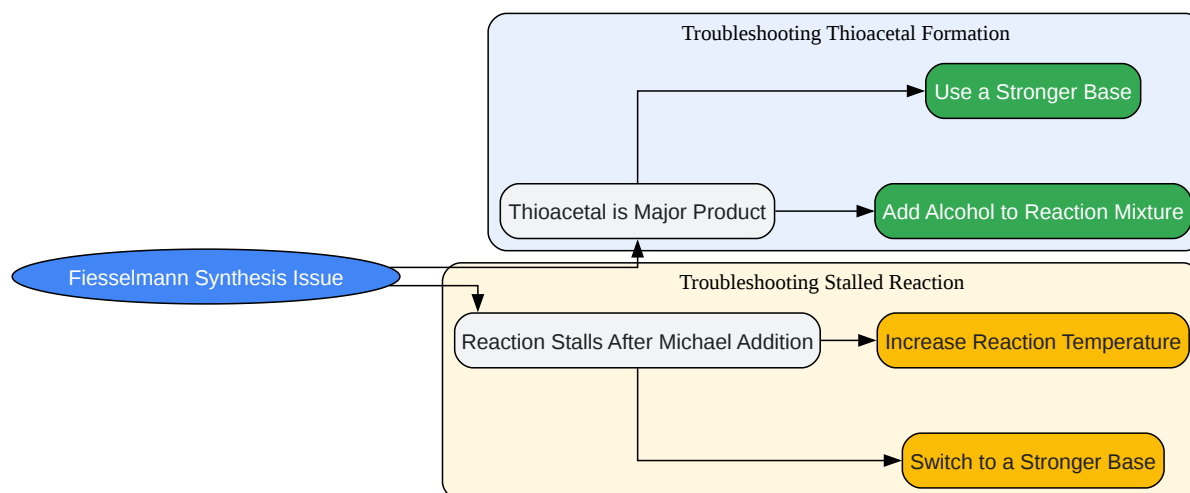 Troubleshooting Thioacetal Formation
Use a Stronger Base
Thioacetal is Major Product
Add Alcohol to Reaction Mixture
Fiesselmann Synthesis Issue
Troubleshooting Stalled Reaction
Reaction Stalls After Michael Addition
Increase Reaction Temperature
Switch to a Stronger Base